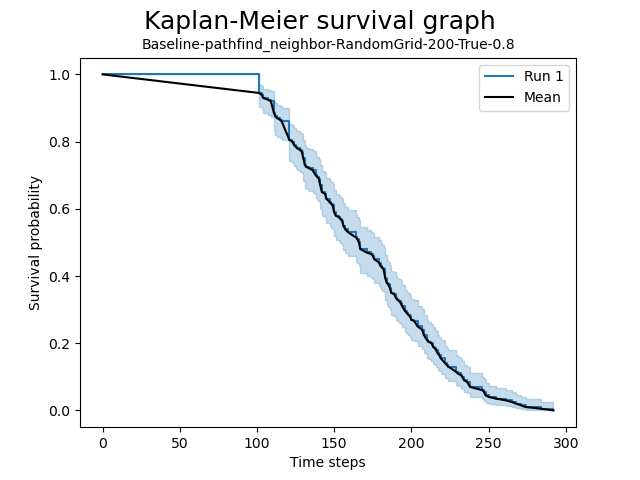 Kaplan-Meier survival graph
Baseline-pathfind_neighbor-RandomGrid-200-True-0.8
Run 1
Mean
Survival probability
1.0
0.8
0.6
0.4
0.2
0.0
0
50
100
150
200
250
300
Time steps